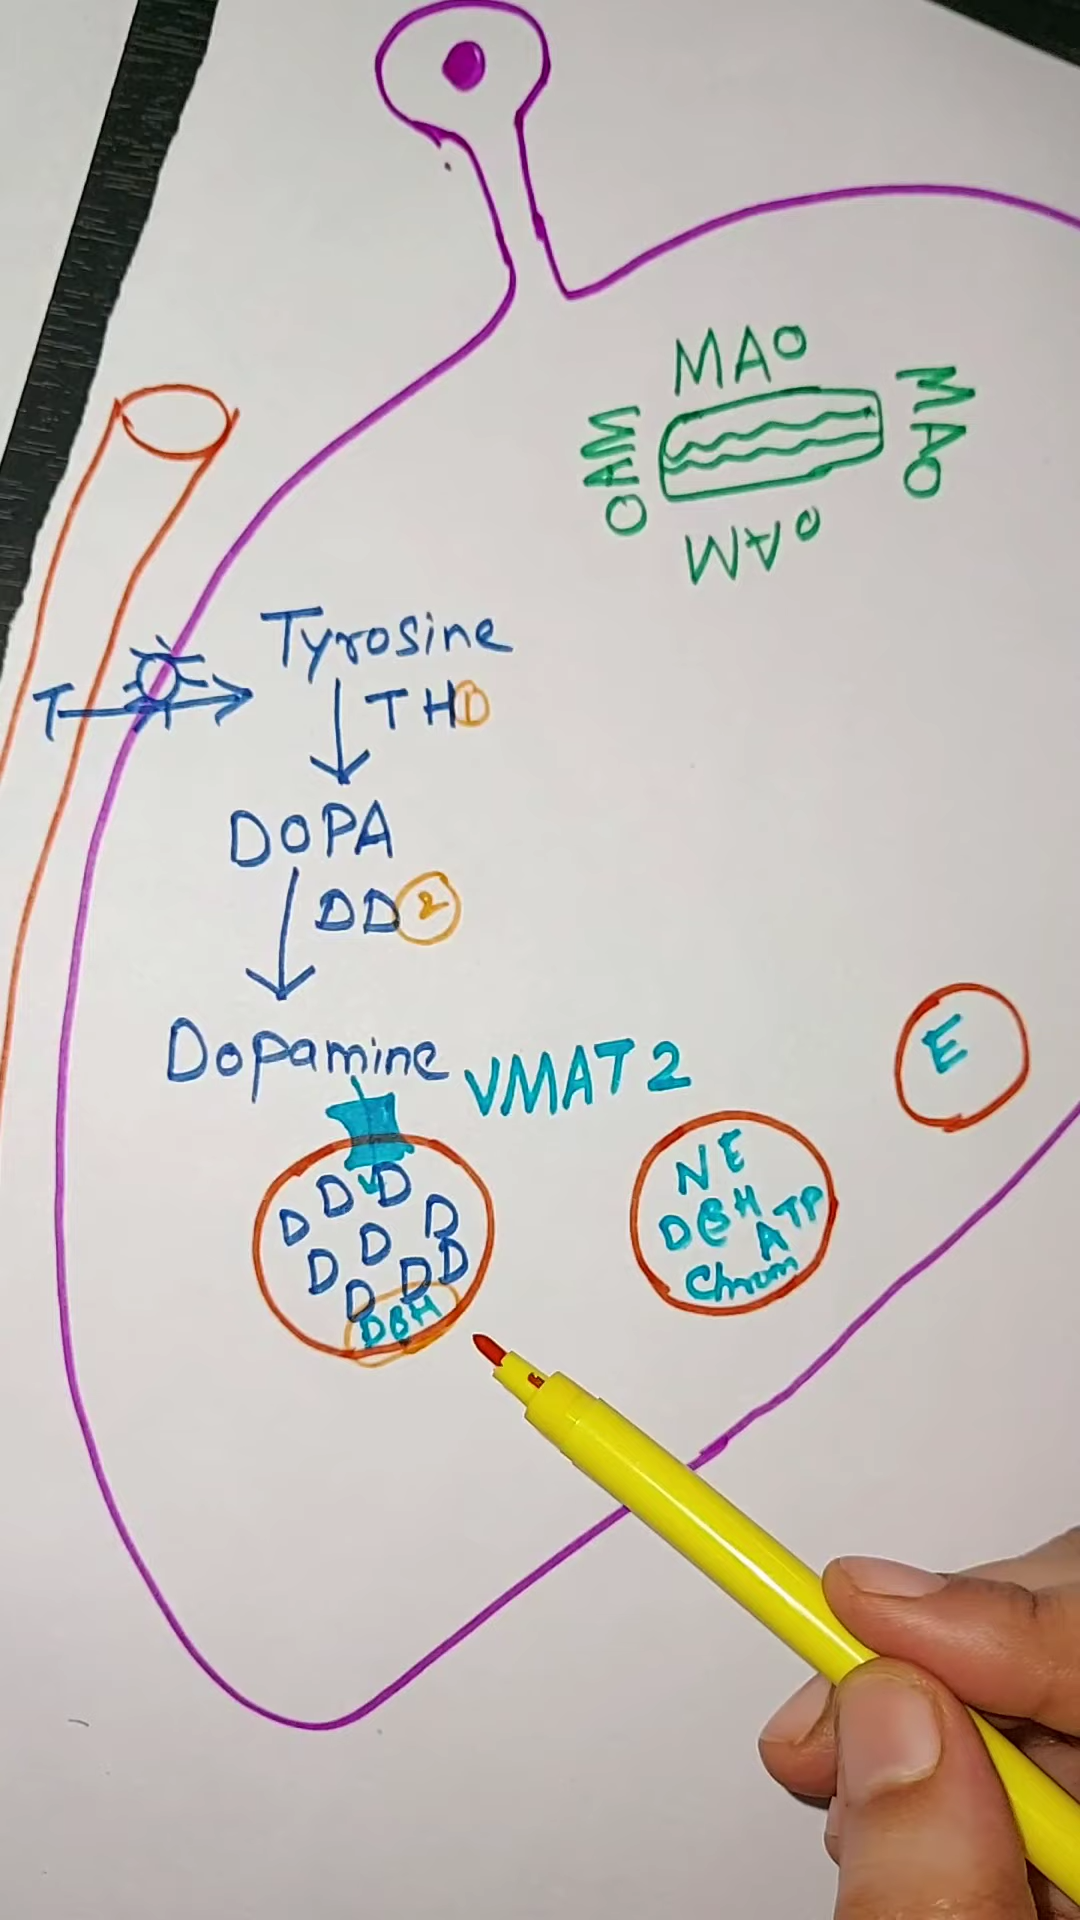 MAO
MAO
MAO
MAO
Tyrosine
T
TH 1
DOPA
DD 2
Dopamine
VMAT 2
E
D D
D D
D D D
D D
DBH
NE
DBH
ATP
Chrom